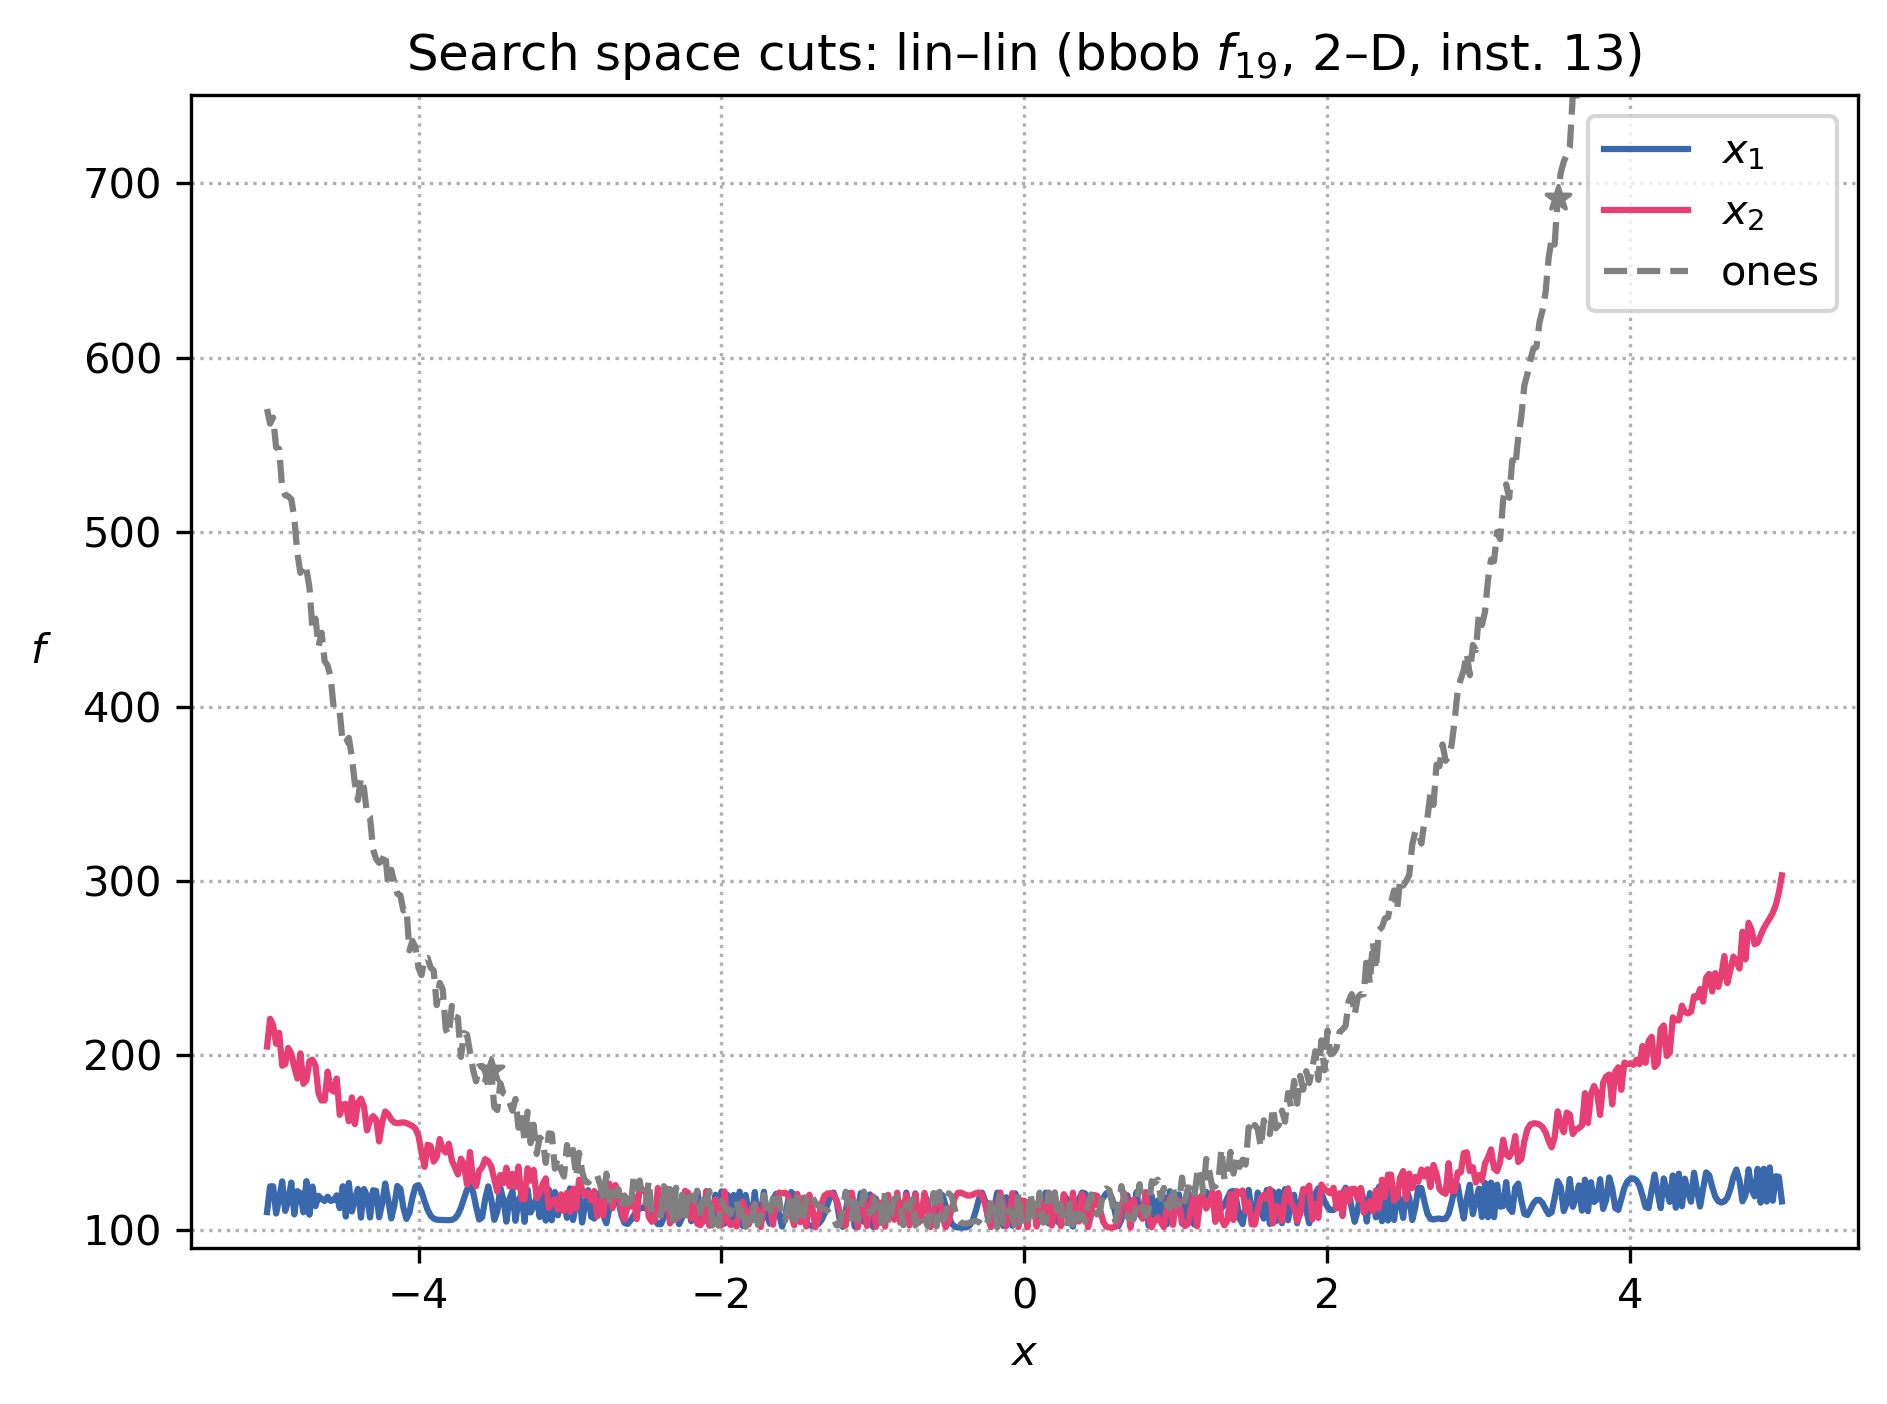 Search space cuts: lin–lin (bbob f19, 2–D, inst. 13)
x1
x2
ones
700
600
500
400
300
200
100
f
−4
−2
0
2
4
x